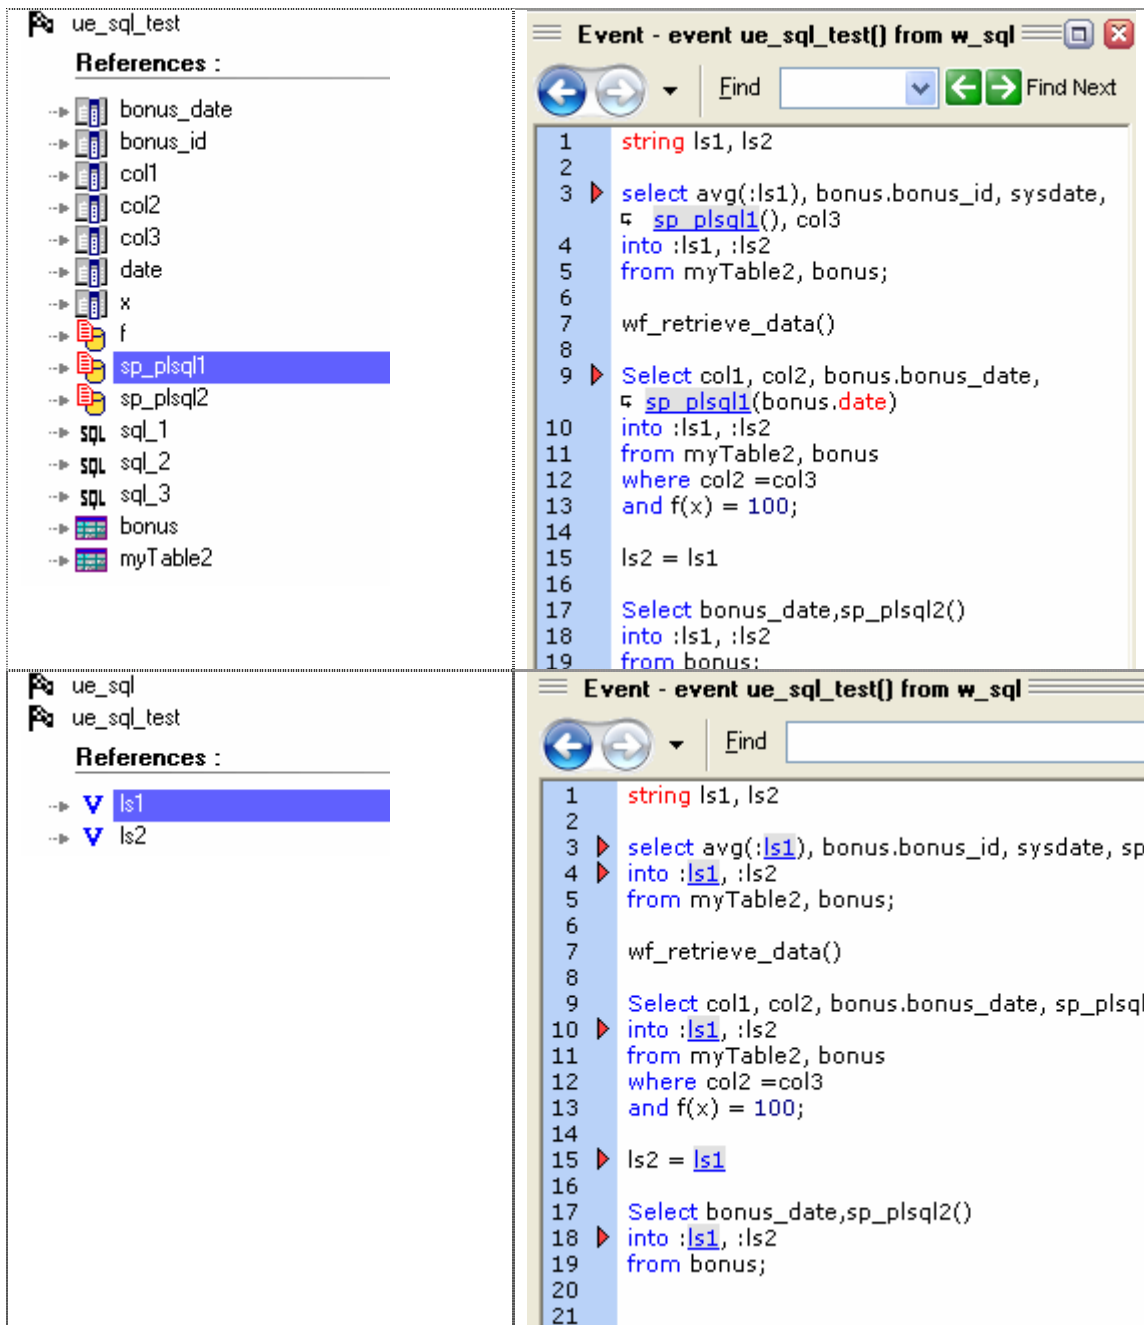 ue_sql_test
References :
bonus_date
bonus_id
col1
col2
col3
date
x
f
sp_plsql1
sp_plsql2
SQL sql_1
SQL sql_2
SQL sql_3
bonus
myTable2
Event - event ue_sql_test() from w_sql
Find Find Next
1 string ls1, ls2
2
3 select avg(:ls1), bonus.bonus_id, sysdate,
sp_plsql1(), col3
4 into :ls1, :ls2
5 from myTable2, bonus;
6
7 wf_retrieve_data()
8
9 Select col1, col2, bonus.bonus_date,
sp_plsql1(bonus.date)
10 into :ls1, :ls2
11 from myTable2, bonus
12 where col2 =col3
13 and f(x) = 100;
14
15 ls2 = ls1
16
17 Select bonus_date,sp_plsql2()
18 into :ls1, :ls2
19 from bonus;
ue_sql
ue_sql_test
References :
V ls1
V ls2
Event - event ue_sql_test() from w_sql
Find
1 string ls1, ls2
2
3 select avg(:ls1), bonus.bonus_id, sysdate, sp
4 into :ls1, :ls2
5 from myTable2, bonus;
6
7 wf_retrieve_data()
8
9 Select col1, col2, bonus.bonus_date, sp_plsql
10 into :ls1, :ls2
11 from myTable2, bonus
12 where col2 =col3
13 and f(x) = 100;
14
15 ls2 = ls1
16
17 Select bonus_date,sp_plsql2()
18 into :ls1, :ls2
19 from bonus;
20
21